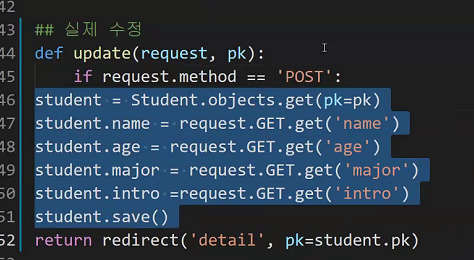 42
43 ## 실제 수정
44 def update(request, pk):
45     if request.method == 'POST':
46 student = Student.objects.get(pk=pk)
47 student.name = request.GET.get('name')
48 student.age = request.GET.get('age')
49 student.major = request.GET.get('major')
50 student.intro =request.GET.get('intro')
51 student.save()
52 return redirect('detail', pk=student.pk)